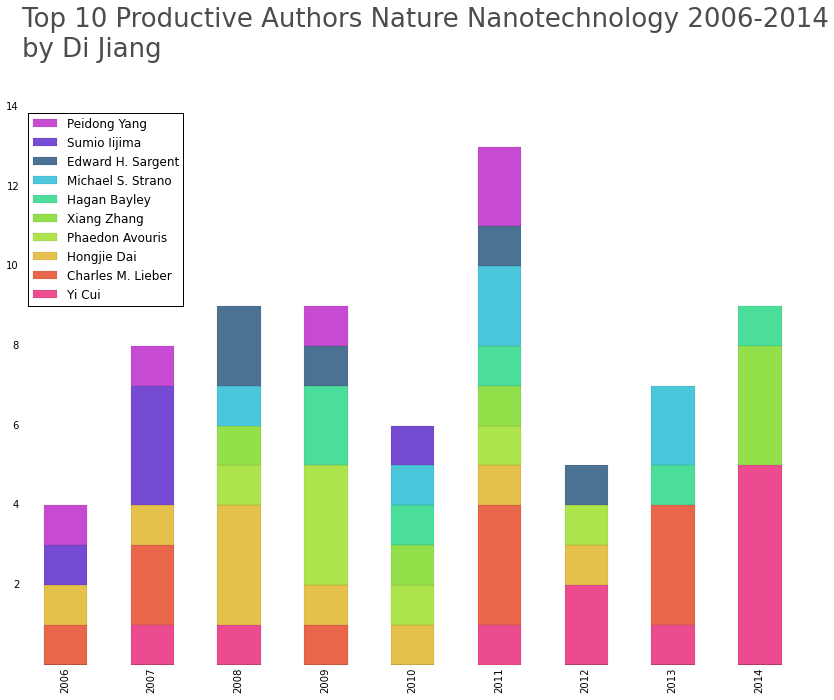 Top 10 Productive Authors Nature Nanotechnology 2006-2014
by Di Jiang
14
12
10
8
6
4
2
Peidong Yang
Sumio Iijima
Edward H. Sargent
Michael S. Strano
Hagan Bayley
Xiang Zhang
Phaedon Avouris
Hongjie Dai
Charles M. Lieber
Yi Cui
2006
2007
2008
2009
2010
2011
2012
2013
2014